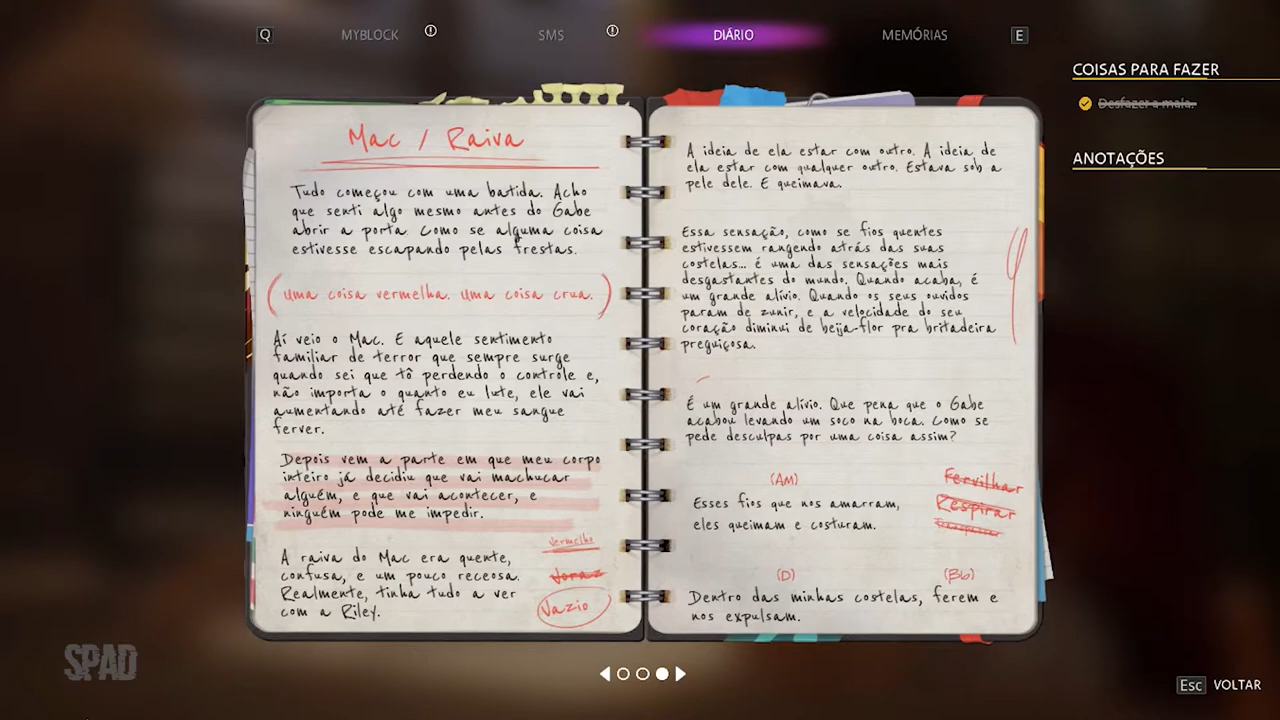 Q
MYBLOCK
SMS
DIÁRIO
MEMÓRIAS
E
COISAS PARA FAZER
Desfazer a mala.
ANOTAÇÕES
Mac / Raiva
Tudo começou com uma batida. Acho
que senti algo mesmo antes do Gabe
abrir a porta. Como se alguma coisa
estivesse escapando pelas frestas.
(uma coisa vermelha. Uma coisa crua.)
Aí veio o Mac. E aquele sentimento
familiar de terror que sempre surge
quando sei que tô perdendo o controle e,
não importa o quanto eu lute, ele vai
aumentando até fazer meu sangue
ferver.
Depois vem a parte em que meu corpo
inteiro já decidiu que vai machucar
alguém, e que vai acontecer, e
ninguém pode me impedir.
A raiva do Mac era quente,
confusa, e um pouco receosa.
Realmente, tinha tudo a ver
com a Riley.
vermelho
Vazio
A ideia de ela estar com outro. A ideia de
ela estar com qualquer outro. Estava sob a
pele dele. E queimava.
Essa sensação, como se fios quentes
estivessem rangendo atrás das suas
costelas... é uma das sensações mais
desgastantes do mundo. Quando acaba, é
um grande alívio. Quando os seus ouvidos
param de zunir, e a velocidade do seu
coração diminui de beija-flor pra britadeira
preguiçosa.
É um grande alívio. Que pena que o Gabe
acabou levando um soco na boca. Como se
pede desculpas por uma coisa assim?
(Am)
Esses fios que nos amarram,
eles queimam e costuram.
Fervilhar
Respirar
(D) (Bb)
Dentro das minhas costelas, ferem e
nos expulsam.
SPAD
Esc VOLTAR